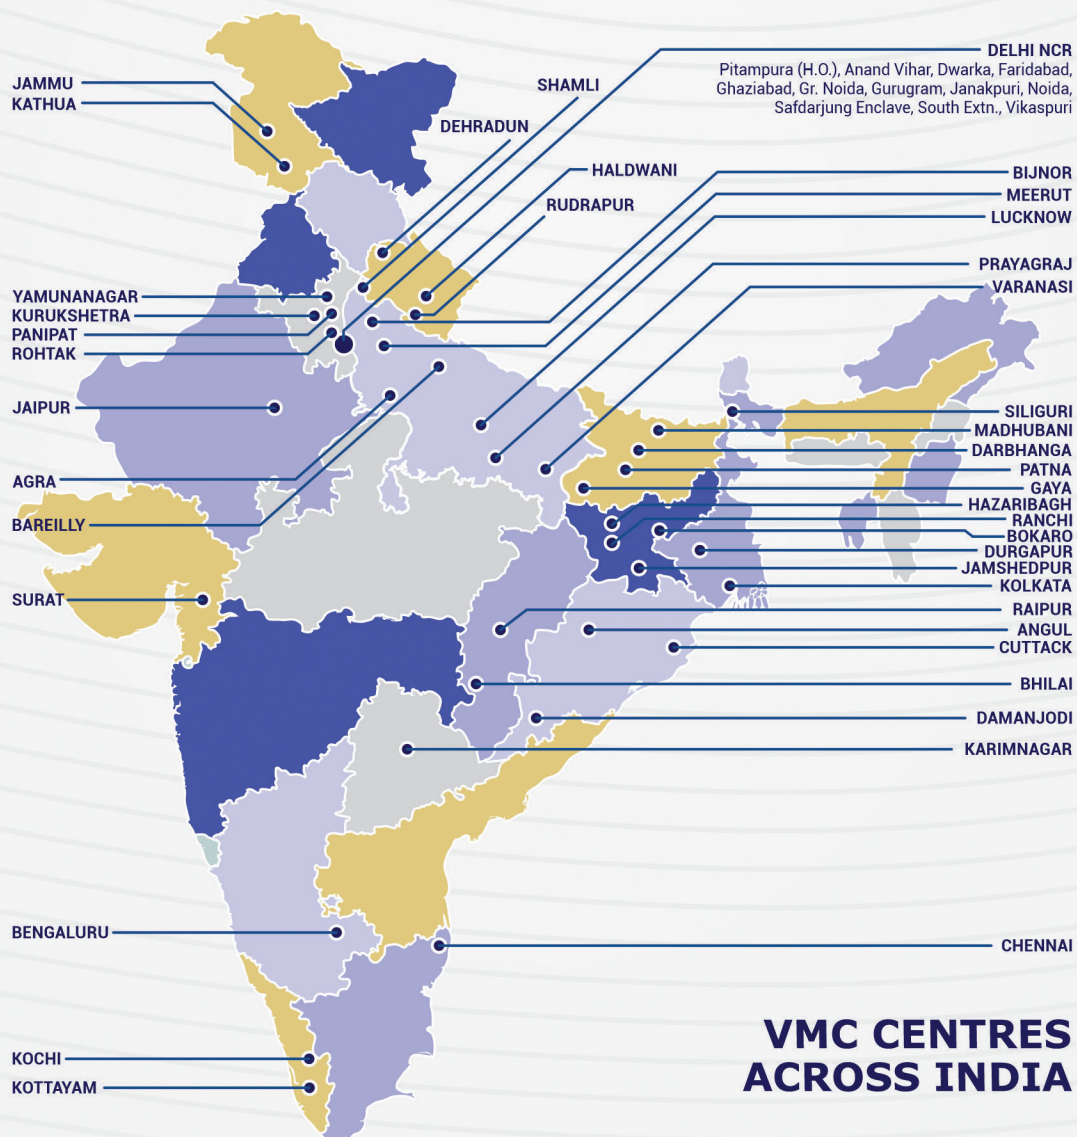 DELHI NCR
Pitampura (H.O.), Anand Vihar, Dwarka, Faridabad,
Ghaziabad, Gr. Noida, Gurugram, Janakpuri, Noida,
Safdarjung Enclave, South Extn., Vikaspuri
JAMMU
KATHUA
SHAMLI
DEHRADUN
HALDWANI
RUDRAPUR
BIJNOR
MEERUT
LUCKNOW
PRAYAGRAJ
VARANASI
YAMUNANAGAR
KURUKSHETRA
PANIPAT
ROHTAK
JAIPUR
AGRA
BAREILLY
SURAT
SILIGURI
MADHUBANI
DARBHANGA
PATNA
GAYA
HAZARIBAGH
RANCHI
BOKARO
DURGAPUR
JAMSHEDPUR
KOLKATA
RAIPUR
ANGUL
CUTTACK
BHILAI
DAMANJODI
KARIMNAGAR
BENGALURU
CHENNAI
KOCHI
KOTTAYAM
VMC CENTRES
ACROSS INDIA